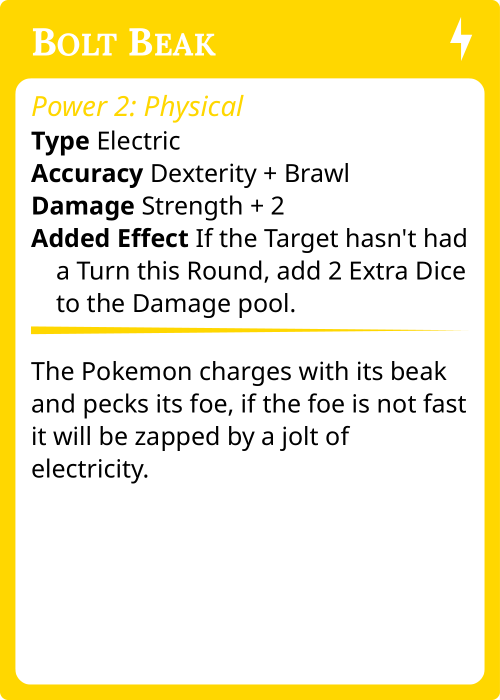 Bolt Beak
Power 2: Physical
Type Electric
Accuracy Dexterity + Brawl
Damage Strength + 2
Added Effect If the Target hasn't had
a Turn this Round, add 2 Extra Dice
to the Damage pool.
The Pokemon charges with its beak
and pecks its foe, if the foe is not fast
it will be zapped by a jolt of
electricity.